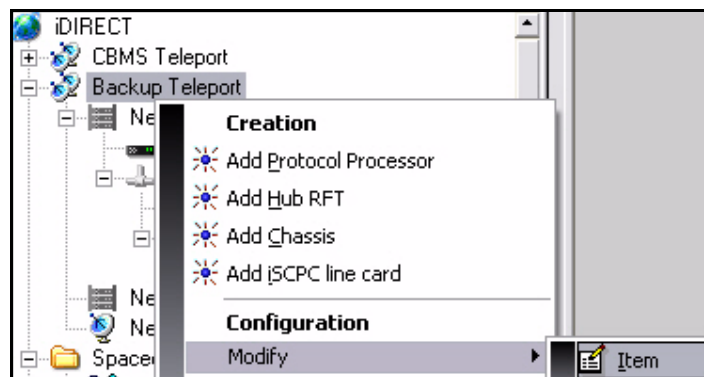 iDIRECT
CBMS Teleport
Backup Teleport
Ne
Creation
Add Protocol Processor
Add Hub RFT
Add Chassis
Add iSCPC line card
Ne
Configuration
Ne
Modify
Item
Space